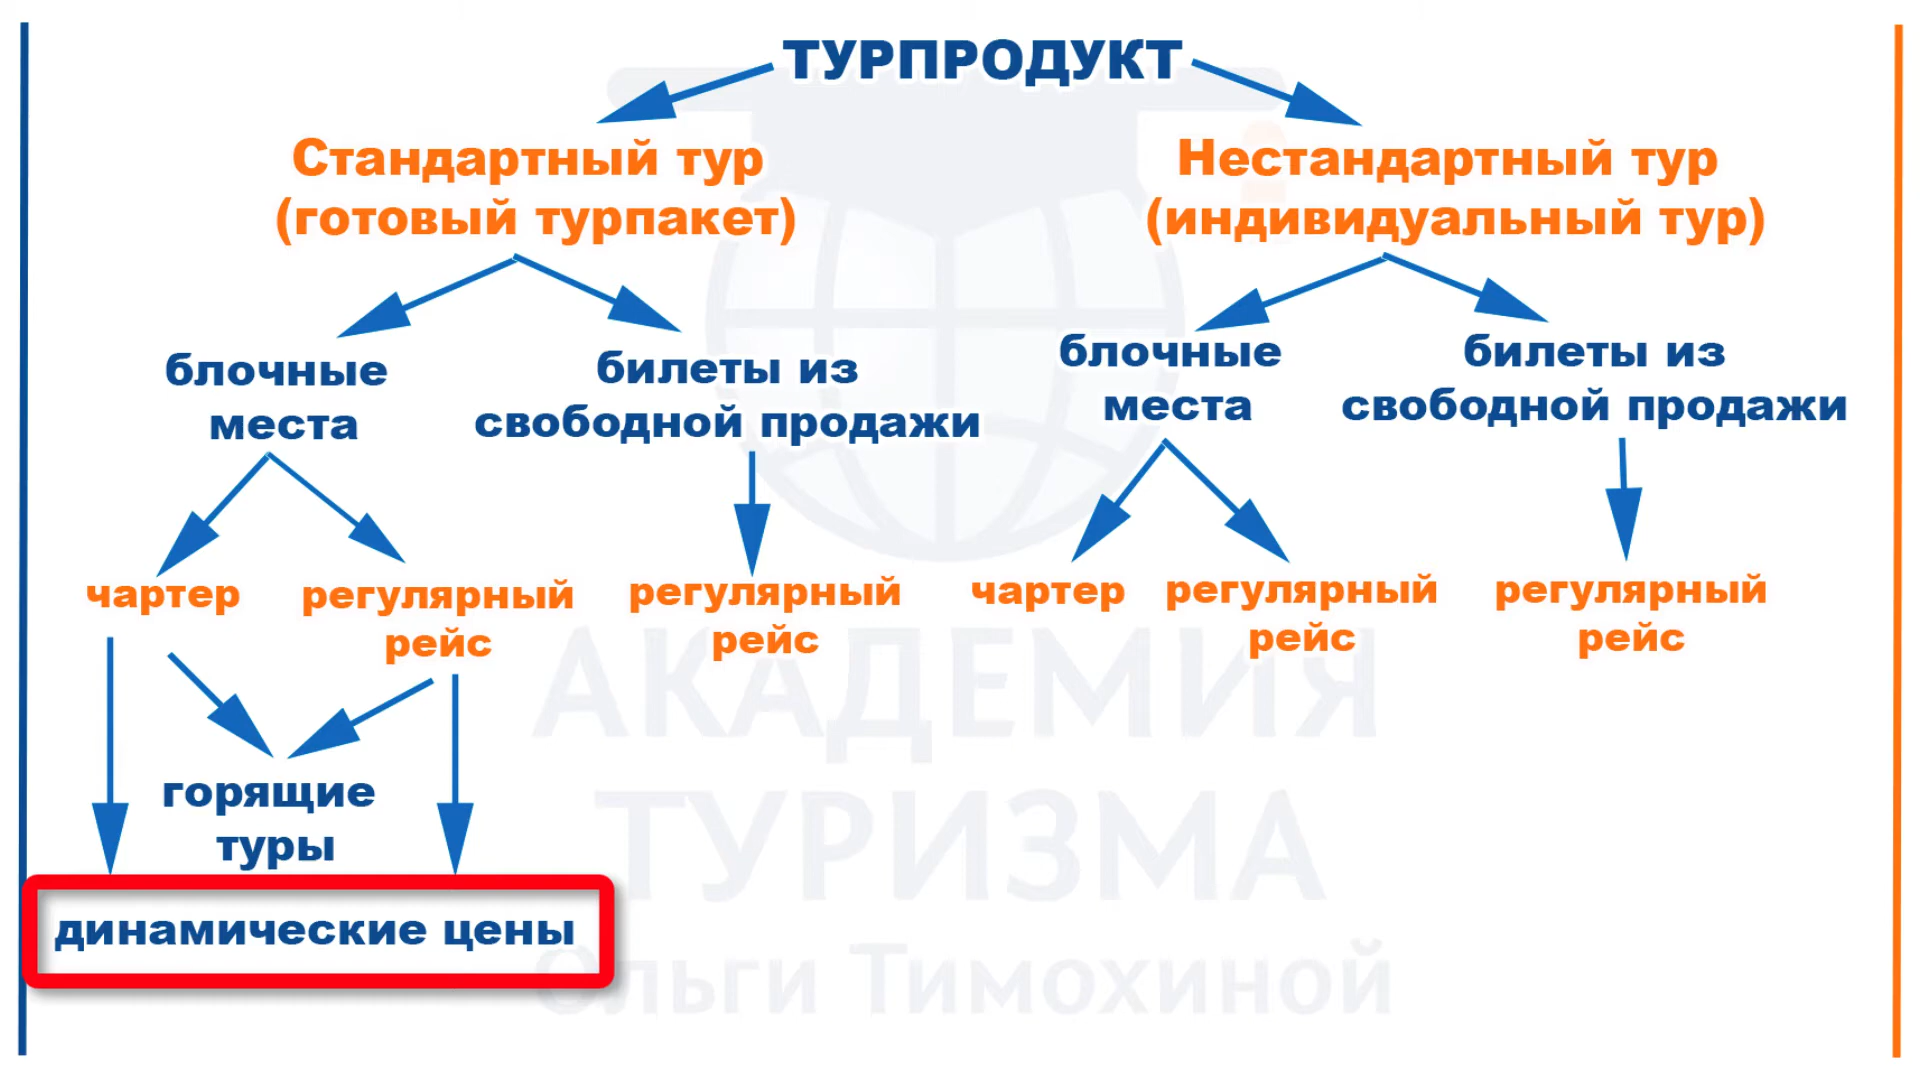 ТУРПРОДУКТ
Стандартный тур
(готовый турпакет)
Нестандартный тур
(индивидуальный тур)
блочные
места
билеты из
свободной продажи
блочные
места
билеты из
свободной продажи
чартер
регулярный
рейс
регулярный
рейс
чартер
регулярный
рейс
регулярный
рейс
горящие
туры
динамические цены
АКАДЕМИЯ
ТУРИЗМА
Ольги Тимохиной